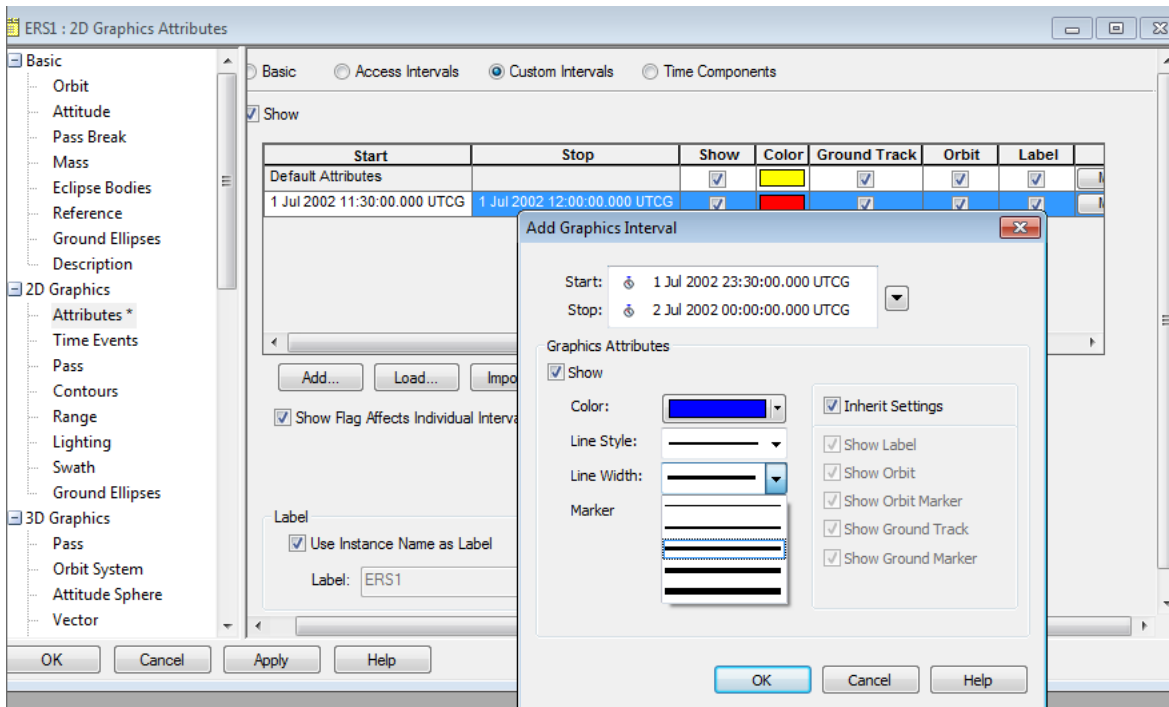 ERS1 : 2D Graphics Attributes
Basic
Orbit
Attitude
Pass Break
Mass
Eclipse Bodies
Reference
Ground Ellipses
Description
2D Graphics
Attributes *
Time Events
Pass
Contours
Range
Lighting
Swath
Ground Ellipses
3D Graphics
Pass
Orbit System
Attitude Sphere
Vector
Basic Access Intervals Custom Intervals Time Components
Show
Start Stop Show Color Ground Track Orbit Label
Default Attributes
1 Jul 2002 11:30:00.000 UTCG 1 Jul 2002 12:00:00.000 UTCG
Add... Load...
Show Flag Affects Individual
Label
Use Instance Name as Label
Label: ERS1
Add Graphics Interval
Start: 1 Jul 2002 23:30:00.000 UTCG
Stop: 2 Jul 2002 00:00:00.000 UTCG
Graphics Attributes
Show
Color:
Line Style:
Line Width:
Marker
Inherit Settings
Show Label
Show Orbit
Show Orbit Marker
Show Ground Track
Show Ground Marker
OK Cancel Help
OK Cancel Apply Help